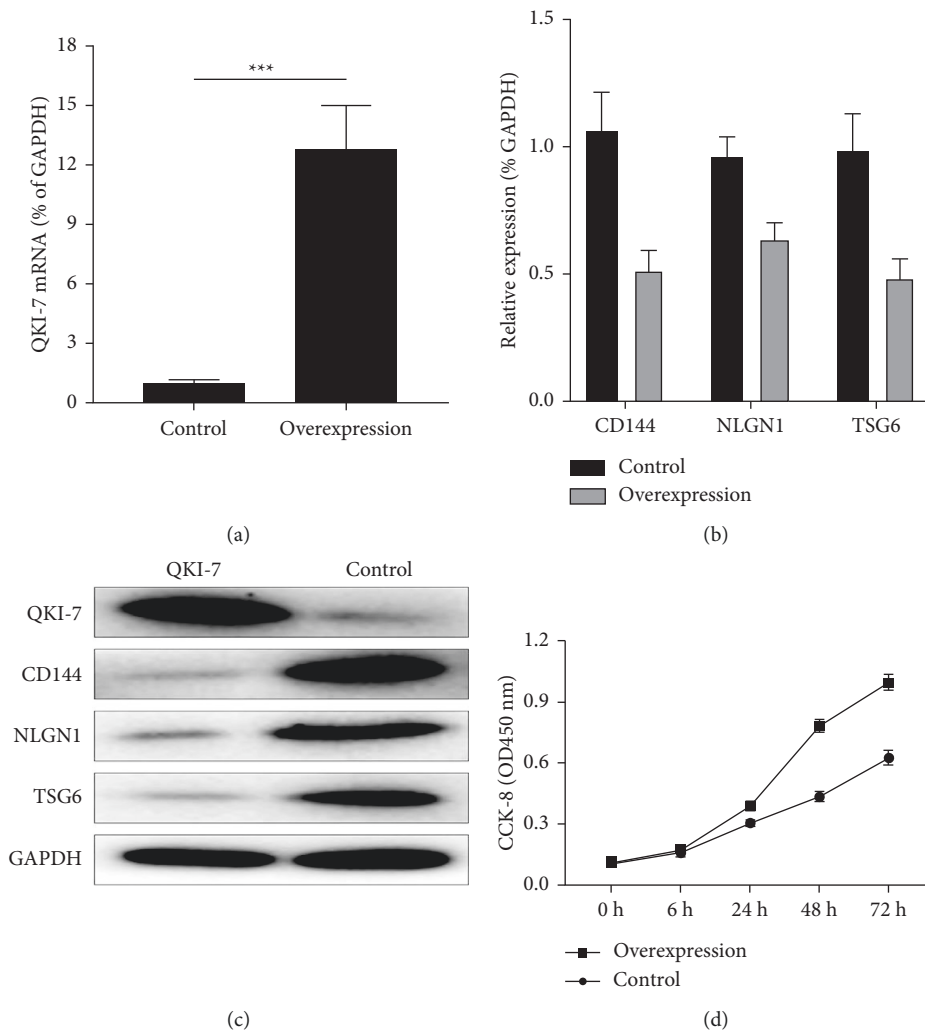 (a)
QKI-7 mRNA (% of GAPDH)
18
15
12
9
6
3
0
***
Control
Overexpression
(b)
Relative expression (% GAPDH)
1.5
1.0
0.5
0.0
CD144
NLGN1
TSG6
Control
Overexpression
QKI-7
Control
QKI-7
CD144
NLGN1
TSG6
GAPDH
(c)
CCK-8 (OD450 nm)
1.2
0.9
0.6
0.3
0.0
0 h
6 h
24 h
48 h
72 h
Overexpression
Control
(d)